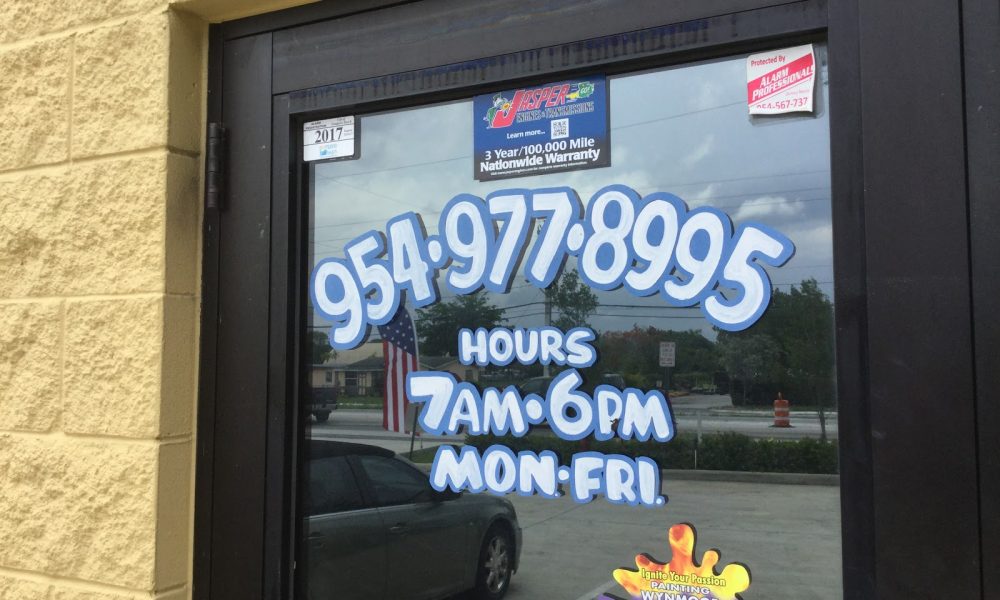 2017
JASPER
ENGINES & TRANSMISSIONS
Learn more...
3 Year/100,000 Mile
Nationwide Warranty
Protected By
ALARM
PROFESSIONALS
954-567-737
954·977·8995
HOURS
7AM·6PM
MON·FRI.
Ignite Your Passion
PAINTING